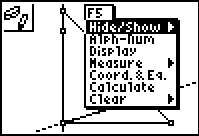 F5
Hide/Show
Alph-Num
Display
Measure
Coord. & Eq.
Calculate
Clear